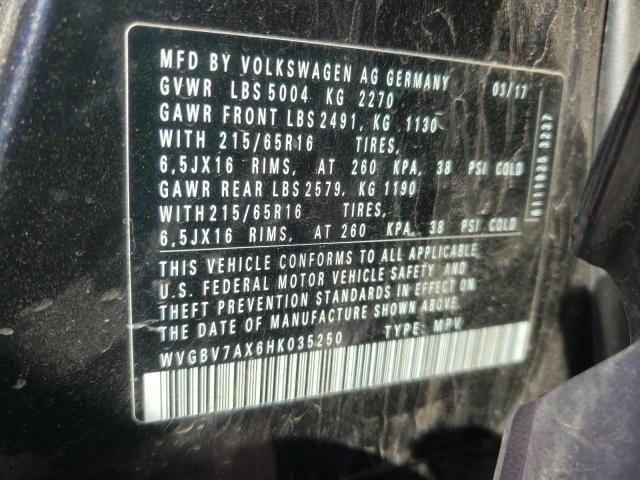 MFD BY VOLKSWAGEN AG GERMANY 03/17
GVWR LBS 5004 KG 2270
GAWR FRONT LBS 2491, KG 1130
WITH 215/65R16 TIRES,
6,5JX16 RIMS, AT 260 KPA, 38 PSI COLD
GAWR REAR LBS 2579, KG 1190
WITH 215/65R16 TIRES,
6,5JX16 RIMS, AT 260 KPA, 38 PSI COLD
THIS VEHICLE CONFORMS TO ALL APPLICABLE
U.S. FEDERAL MOTOR VEHICLE SAFETY AND
THEFT PREVENTION STANDARDS IN EFFECT ON
THE DATE OF MANUFACTURE SHOWN ABOVE.
WVGBV7AX6HK035250 TYPE: MPV